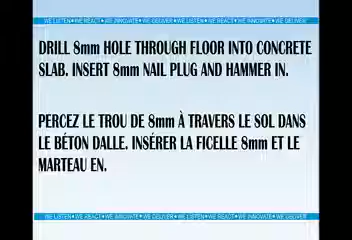 WE LISTEN • WE REACT • WE INNOVATE • WE DELIVER • WE LISTEN • WE REACT • WE INNOVATE • WE DELIVER
DRILL 8mm HOLE THROUGH FLOOR INTO CONCRETE
SLAB. INSERT 8mm NAIL PLUG AND HAMMER IN.
PERCEZ LE TROU DE 8mm À TRAVERS LE SOL DANS
LE BÉTON DALLE. INSÉRER LA FICELLE 8mm ET LE
MARTEAU EN.
WE LISTEN • WE REACT • WE INNOVATE • WE DELIVER • WE LISTEN • WE REACT • WE INNOVATE • WE DELIVER